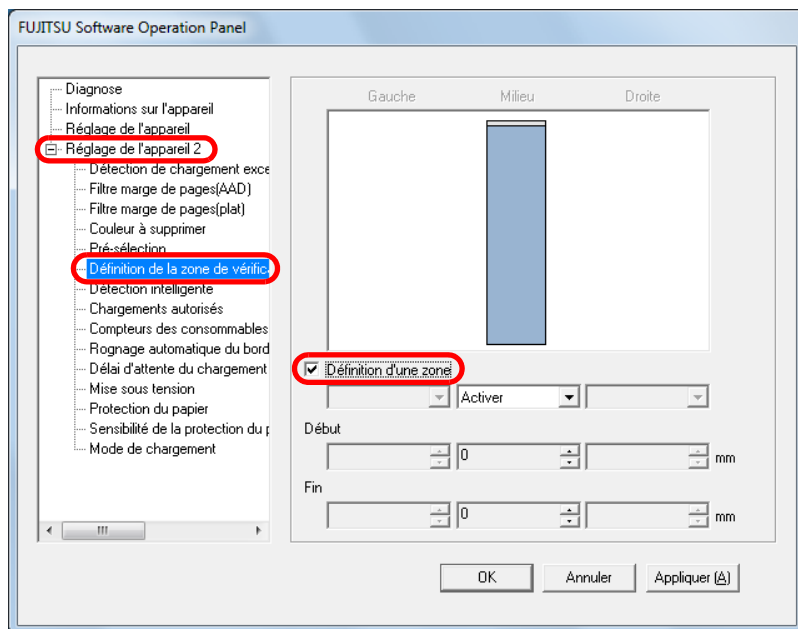 FUJITSU Software Operation Panel
Diagnose
Informations sur l'appareil
Réglage de l'appareil
Réglage de l'appareil 2
Détection de chargement exce
Filtre marge de pages(AAD)
Filtre marge de pages(plat)
Couleur à supprimer
Pré-sélection
Définition de la zone de vérific
Détection intelligente
Chargements autorisés
Compteurs des consommables
Rognage automatique du bord
Délai d'attente du chargement
Mise sous tension
Protection du papier
Sensibilité de la protection du p
Mode de chargement
Gauche Milieu Droite
Définition d'une zone
Activer
Début
0 mm
Fin
0 mm
OK Annuler Appliquer (A)